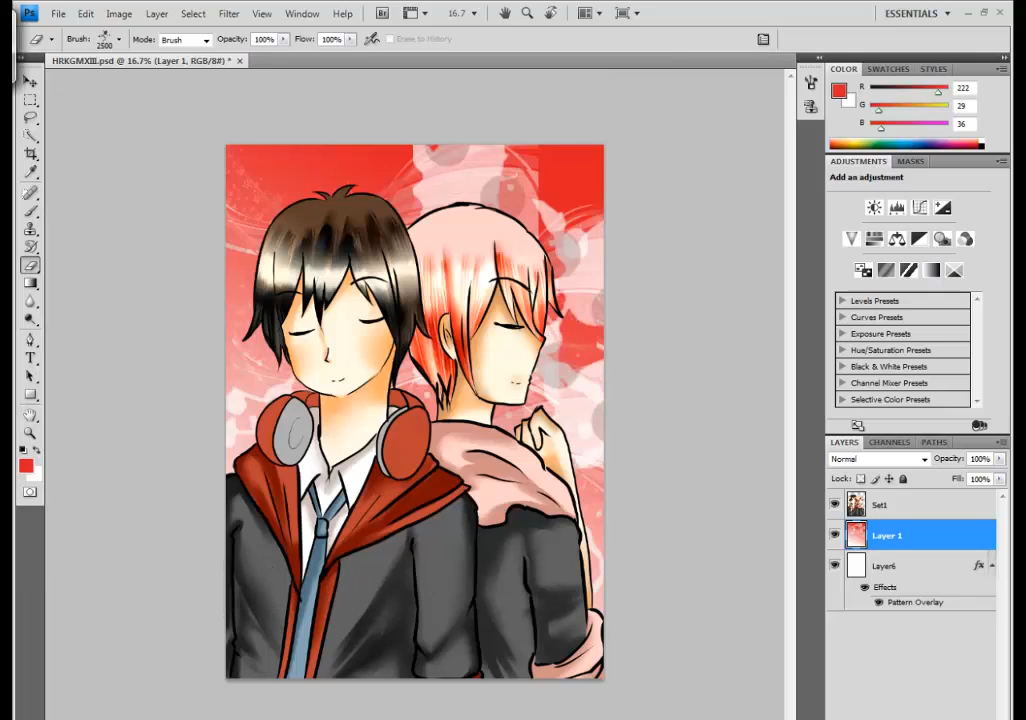 Ps File Edit Image Layer Select Filter View Window Help Br 16.7 ESSENTIALS
Brush: 2500 Mode: Brush Opacity: 100% Flow: 100% Erase to History
HRKGMXIII.psd @ 16.7% (Layer 1, RGB/8#) *
COLOR SWATCHES STYLES
R 222
G 29
B 36
ADJUSTMENTS MASKS
Add an adjustment
Levels Presets
Curves Presets
Exposure Presets
Hue/Saturation Presets
Black & White Presets
Channel Mixer Presets
Selective Color Presets
LAYERS CHANNELS PATHS
Normal Opacity: 100%
Lock: Fill: 100%
Set1
Layer 1
Layer6 fx
Effects
Pattern Overlay
T